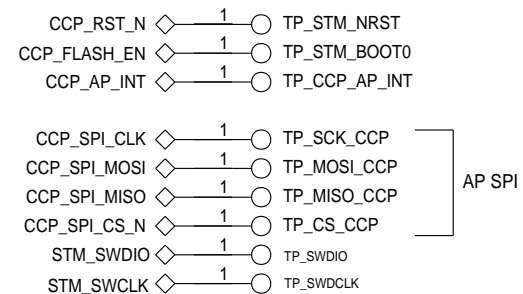 CCP_RST_N 1 TP_STM_NRST
CCP_FLASH_EN 1 TP_STM_BOOT0
CCP_AP_INT 1 TP_CCP_AP_INT
CCP_SPI_CLK 1 TP_SCK_CCP
CCP_SPI_MOSI 1 TP_MOSI_CCP
CCP_SPI_MISO 1 TP_MISO_CCP
AP SPI
CCP_SPI_CS_N 1 TP_CS_CCP
STM_SWDIO 1 TP_SWDIO
STM_SWCLK 1 TP_SWDCLK